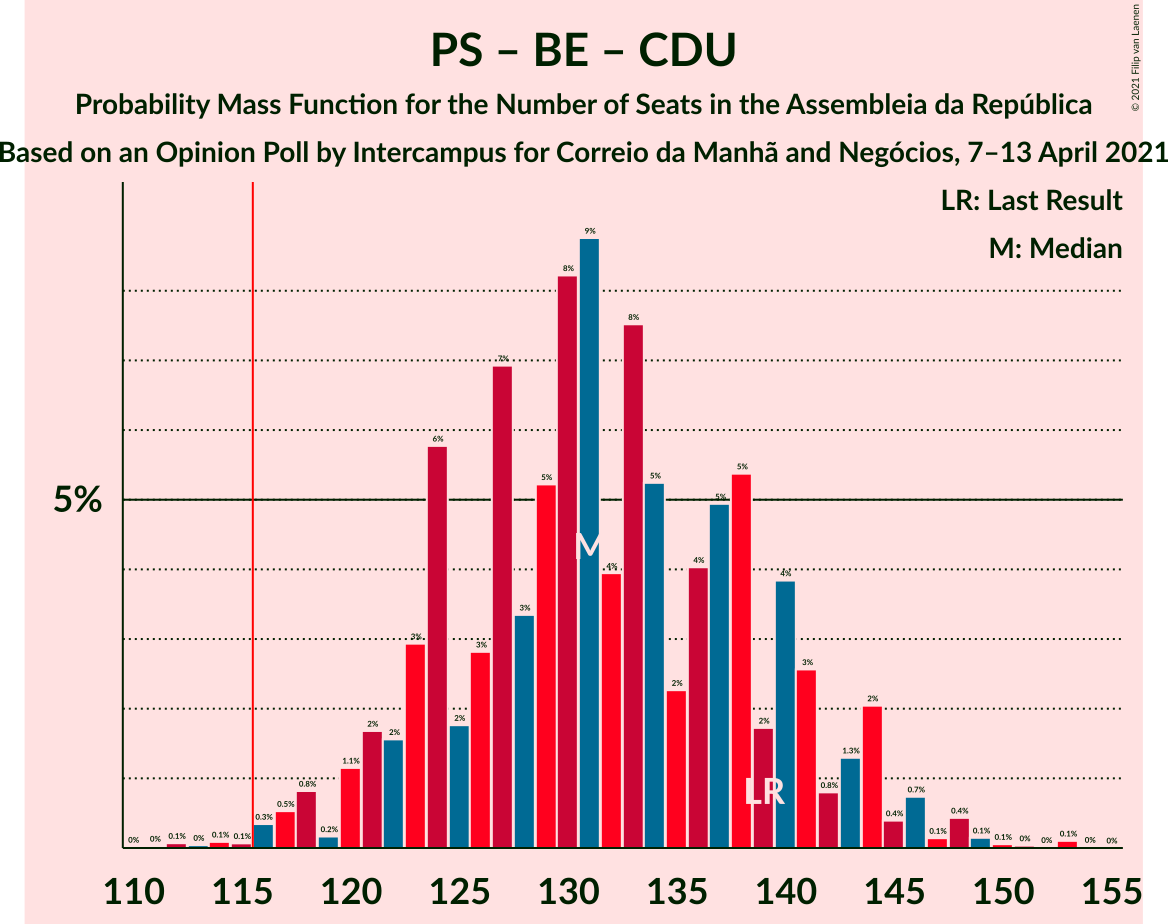 PS – BE – CDU
© 2021 Filip van Laenen
Probability Mass Function for the Number of Seats in the Assembleia da República
Based on an Opinion Poll by Intercampus for Correio da Manhã and Negócios, 7–13 April 2021
LR: Last Result
M: Median
5%
0% 0% 0.1% 0% 0.1% 0.1% 0.3% 0.5% 0.8% 0.2% 1.1% 2% 2% 3% 6% 2% 3% 7% 3% 5% 8% 9% 4% 8% 5% 2% 4% 5% 5% 2% 4% 3% 0.8% 1.3% 2% 0.4% 0.7% 0.1% 0.4% 0.1% 0% 0% 0% 0.1% 0% 0%
M
LR
110 115 120 125 130 135 140 145 150 155